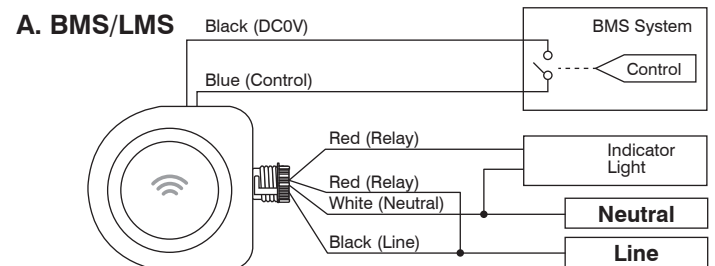 A. BMS/LMS
Black (DC0V)
BMS System
Blue (Control)
Control
Red (Relay)
Indicator
Light
Red (Relay)
White (Neutral)
Neutral
Black (Line)
Line